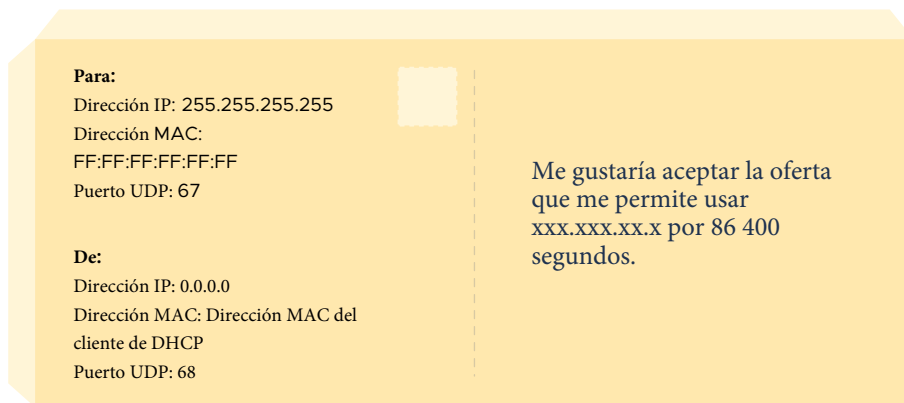 Para:
Dirección IP: 255.255.255.255
Dirección MAC:
FF:FF:FF:FF:FF:FF
Puerto UDP: 67
De:
Dirección IP: 0.0.0.0
Dirección MAC: Dirección MAC del
cliente de DHCP
Puerto UDP: 68
Me gustaría aceptar la oferta
que me permite usar
xxx.xxx.xx.x por 86 400
segundos.